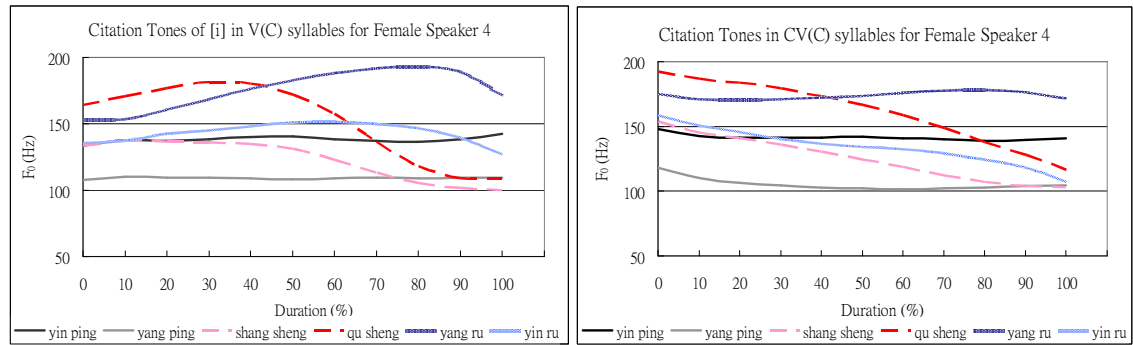 Citation Tones of [i] in V(C) syllables for Female Speaker 4
200
150
100
50
F₀ (Hz)
0 10 20 30 40 50 60 70 80 90 100
Duration (%)
yin ping yang ping shang sheng qu sheng yang ru yin ru
Citation Tones in CV(C) syllables for Female Speaker 4
200
150
100
50
F₀ (Hz)
0 10 20 30 40 50 60 70 80 90 100
Duration (%)
yin ping yang ping shang sheng qu sheng yang ru yin ru